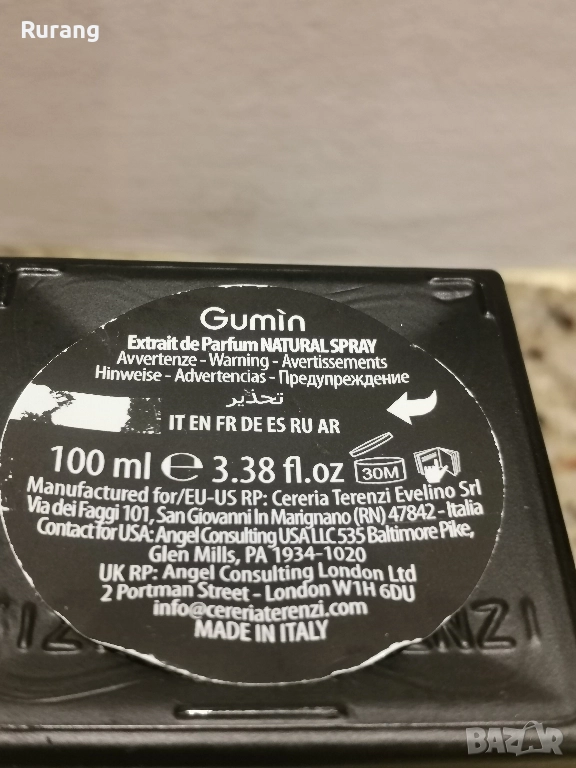 Rurang
Gumìn
Extrait de Parfum NATURAL SPRAY
Avvertenze - Warning - Avertissements
Hinweise - Advertencias - Предупреждение
تحذير
IT EN FR DE ES RU AR
100 ml ℮ 3.38 fl.oz 30M
Manufactured for/EU-US RP: Cereria Terenzi Evelino Srl
Via dei Faggi 101, San Giovanni In Marignano (RN) 47842 - Italia
Contact for USA: Angel Consulting USA LLC 535 Baltimore Pike,
Glen Mills, PA 1934-1020
UK RP: Angel Consulting London Ltd
2 Portman Street - London W1H 6DU
info@cereriaterenzi.com
MADE IN ITALY
BAZAR